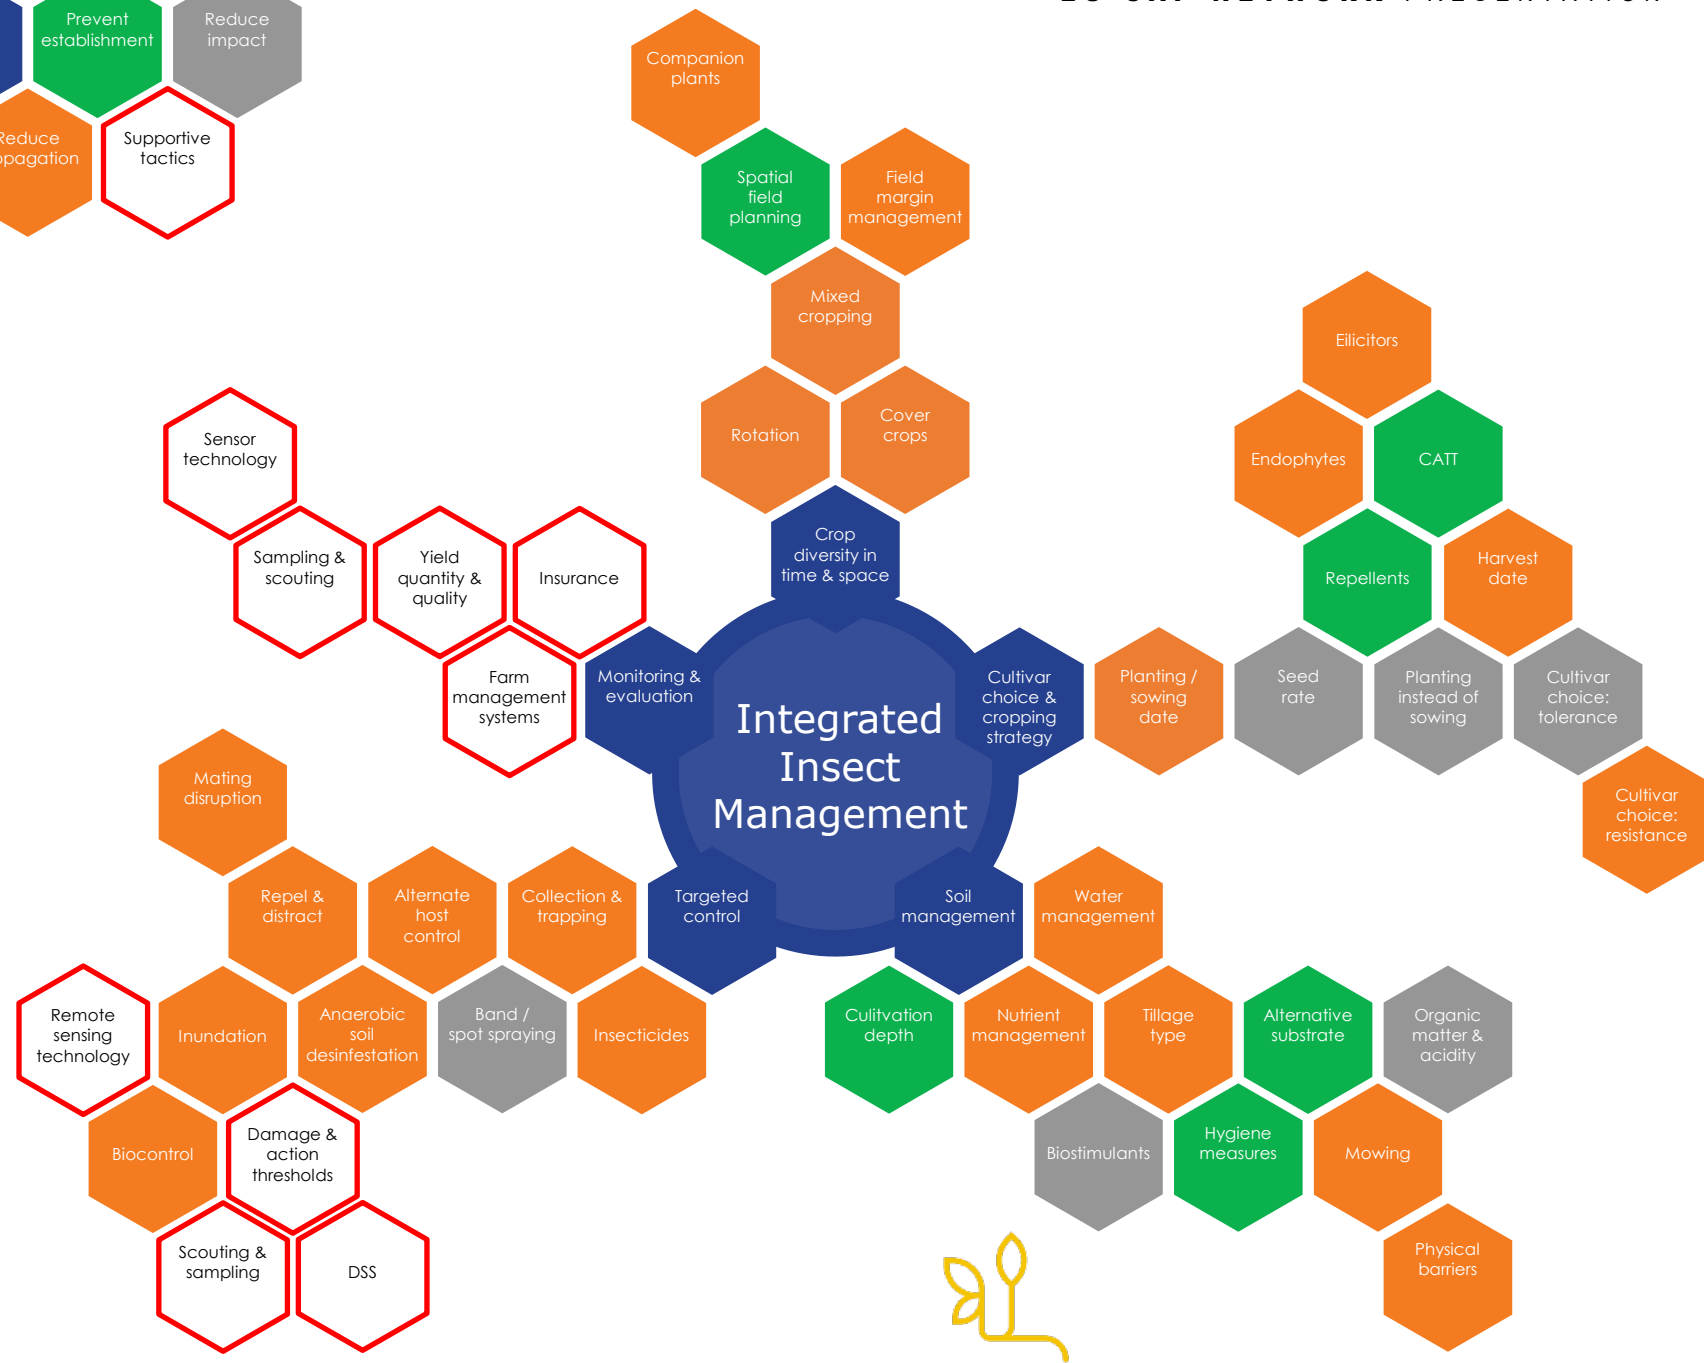 Prevent
establishment
Reduce
impact
Reduce
Supportive
tactics
Companion
plants
Spatial
field
planning
Field
margin
management
Mixed
cropping
Rotation
Cover
crops
Crop
diversity in
time & space
Sensor
technology
Sampling &
scouting
Yield
quantity &
quality
Insurance
Farm
management
systems
Monitoring &
evaluation
Integrated
Insect
Management
Cultivar
choice &
cropping
strategy
Planting /
sowing
date
Eilicitors
Endophytes
CATT
Repellents
Harvest
date
Seed
rate
Planting
instead of
sowing
Cultivar
choice:
tolerance
Cultivar
choice:
resistance
Mating
disruption
Repel &
distract
Alternate
host
control
Collection &
trapping
Targeted
control
Remote
sensing
technology
Inundation
Anaerobic
soil
desinfestation
Band /
spot spraying
Insecticides
Biocontrol
Damage &
action
thresholds
Scouting &
sampling
DSS
Soil
management
Water
management
Culitvation
depth
Nutrient
management
Tillage
type
Alternative
substrate
Organic
matter &
acidity
Biostimulants
Hygiene
measures
Mowing
Physical
barriers